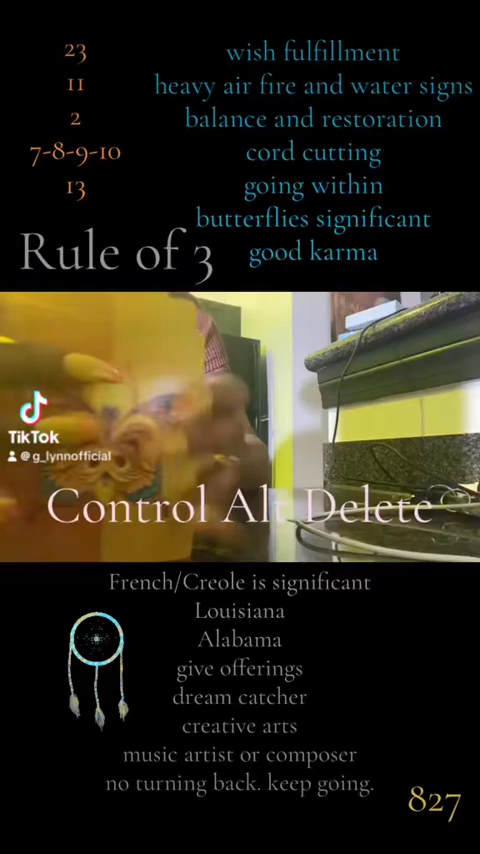 23
11
2
7-8-9-10
13
wish fulfillment
heavy air fire and water signs
balance and restoration
cord cutting
going within
butterflies significant
good karma
Rule of 3
TikTok
@g_lynnofficial
Control Alt Delete
French/Creole is significant
Louisiana
Alabama
give offerings
dream catcher
creative arts
music artist or composer
no turning back. keep going.
827